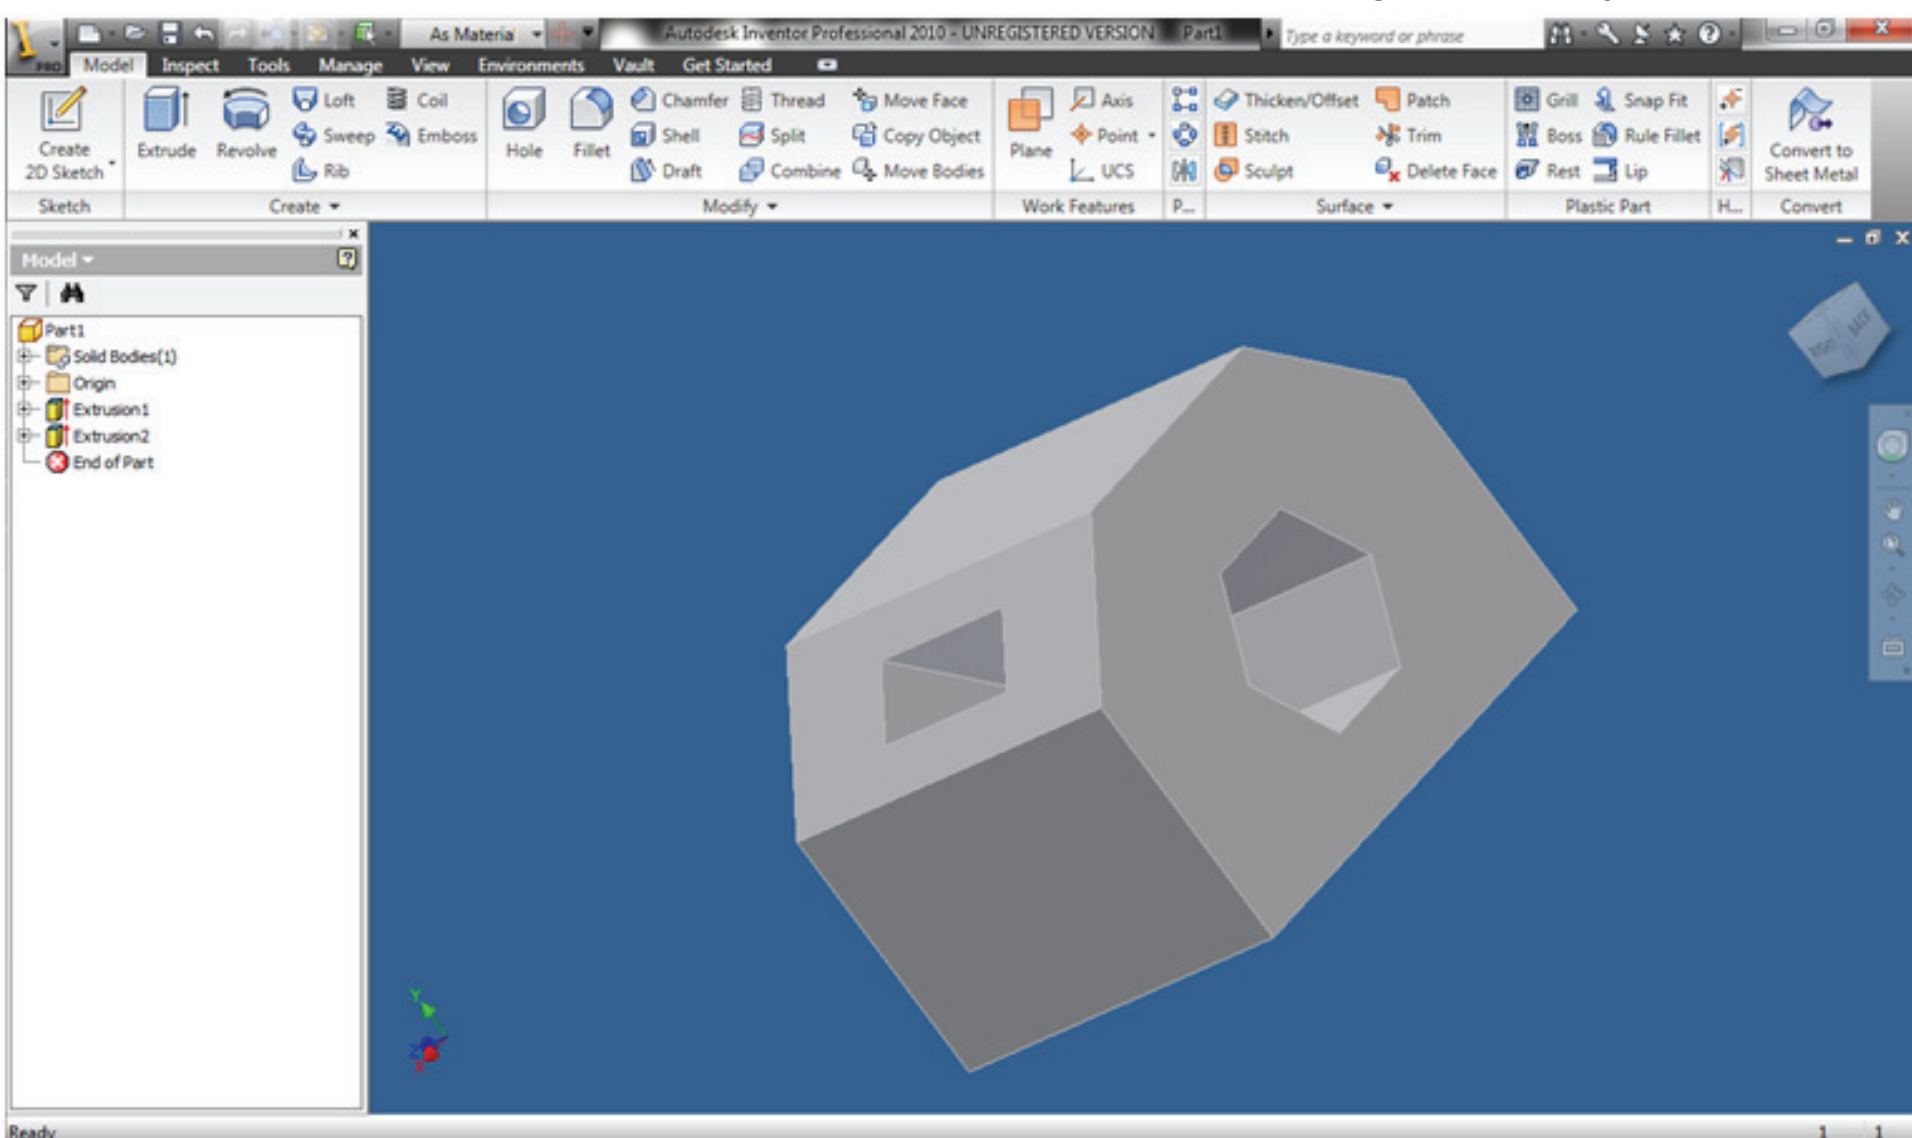 As Material
Autodesk Inventor Professional 2010 - UNREGISTERED VERSION Part1
Type a keyword or phrase
PRO Model Inspect Tools Manage View Environments Vault Get Started
Create 2D Sketch
Extrude
Revolve
Loft
Sweep
Rib
Coil
Emboss
Hole
Fillet
Chamfer
Shell
Draft
Thread
Split
Combine
Move Face
Copy Object
Move Bodies
Plane
Axis
Point
UCS
Thicken/Offset
Stitch
Sculpt
Patch
Trim
Delete Face
Grill
Boss
Rest
Snap Fit
Rule Fillet
Lip
Convert to
Sheet Metal
Sketch Create Modify Work Features P... Surface Plastic Part H... Convert
Model
Part1
Solid Bodies(1)
Origin
Extrusion1
Extrusion2
End of Part
RIGHT BACK
Y
Z
X
Ready
1 1